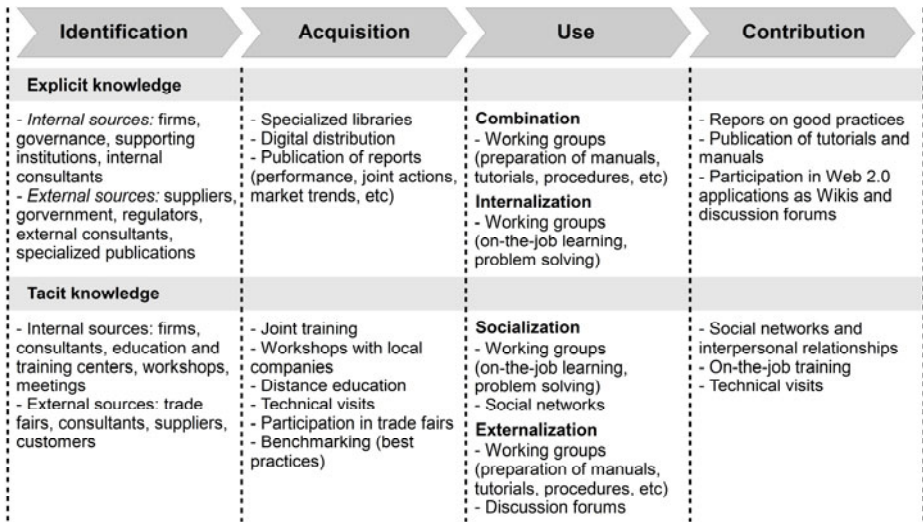 Identification
Acquisition
Use
Contribution
Explicit knowledge
- Internal sources: firms,
governance, supporting
institutions, internal
consultants
- External sources: suppliers,
gorvernment, regulators,
external consultants,
specialized publications
- Specialized libraries
- Digital distribution
- Publication of reports
(performance, joint actions,
market trends, etc)
Combination
- Working groups
(preparation of manuals,
tutorials, procedures, etc)
Internalization
- Working groups
(on-the-job learning,
problem solving)
- Repors on good practices
- Publication of tutorials and
manuals
- Participation in Web 2.0
applications as Wikis and
discussion forums
Tacit knowledge
- Internal sources: firms,
consultants, education and
training centers, workshops,
meetings
- External sources: trade
fairs, consultants, suppliers,
customers
- Joint training
- Workshops with local
companies
- Distance education
- Technical visits
- Participation in trade fairs
- Benchmarking (best
practices)
Socialization
- Working groups
(on-the-job learning,
problem solving)
- Social networks
Externalization
- Working groups
(preparation of manuals,
tutorials, procedures, etc)
- Discussion forums
- Social networks and
interpersonal relationships
- On-the-job training
- Technical visits